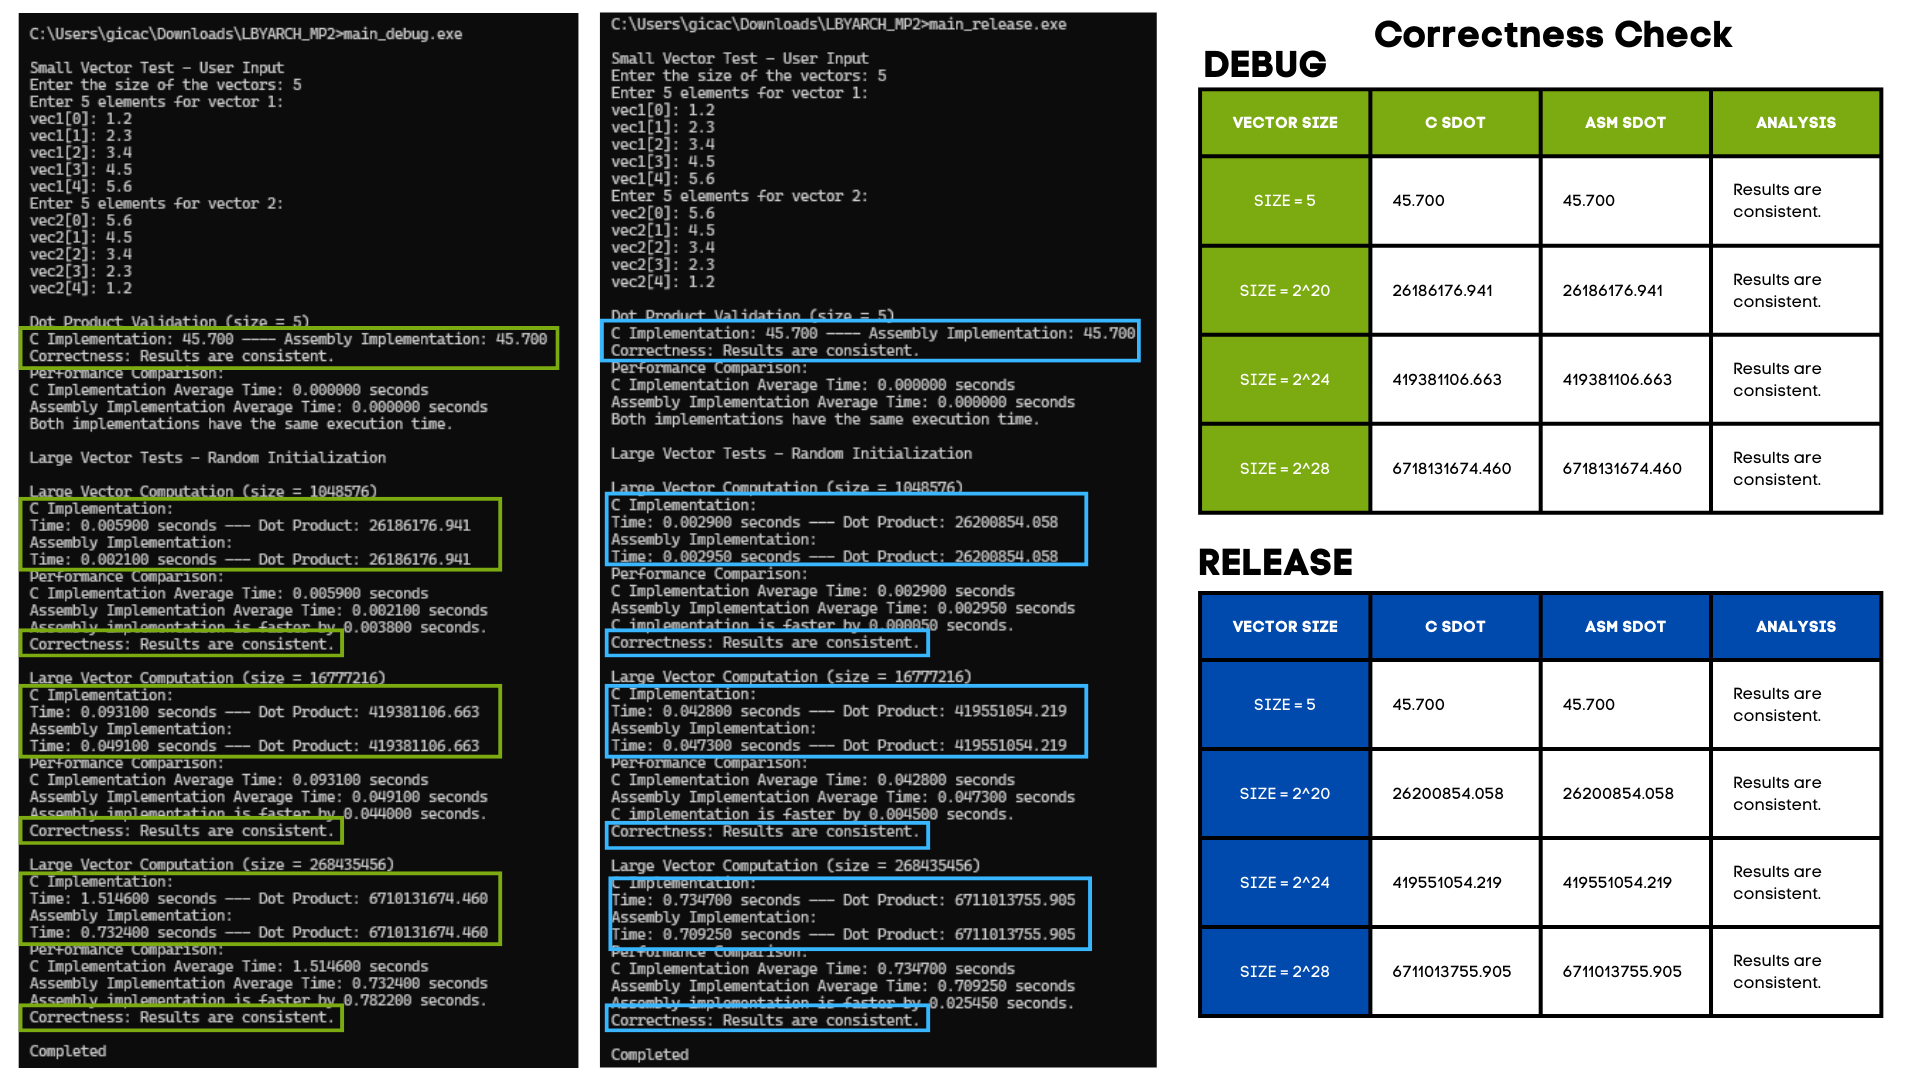 C:\Users\gicac\Downloads\LBYARCH_MP2>main_debug.exe
Small Vector Test - User Input
Enter the size of the vectors: 5
Enter 5 elements for vector 1:
vec1[0]: 1.2
vec1[1]: 2.3
vec1[2]: 3.4
vec1[3]: 4.5
vec1[4]: 5.6
Enter 5 elements for vector 2:
vec2[0]: 5.6
vec2[1]: 4.5
vec2[2]: 3.4
vec2[3]: 2.3
vec2[4]: 1.2
Dot Product Validation (size = 5)
C Implementation: 45.700 ---- Assembly Implementation: 45.700
Correctness: Results are consistent.
Performance Comparison:
C Implementation Average Time: 0.000000 seconds
Assembly Implementation Average Time: 0.000000 seconds
Both implementations have the same execution time.
Large Vector Tests - Random Initialization
Large Vector Computation (size = 1048576)
C Implementation:
Time: 0.005900 seconds --- Dot Product: 26186176.941
Assembly Implementation:
Time: 0.002100 seconds --- Dot Product: 26186176.941
Performance Comparison:
C Implementation Average Time: 0.005900 seconds
Assembly Implementation Average Time: 0.002100 seconds
Assembly implementation is faster by 0.003800 seconds.
Correctness: Results are consistent.
Large Vector Computation (size = 16777216)
C Implementation:
Time: 0.093100 seconds --- Dot Product: 419381106.663
Assembly Implementation:
Time: 0.049100 seconds --- Dot Product: 419381106.663
Performance Comparison:
C Implementation Average Time: 0.093100 seconds
Assembly Implementation Average Time: 0.049100 seconds
Assembly implementation is faster by 0.044000 seconds.
Correctness: Results are consistent.
Large Vector Computation (size = 268435456)
C Implementation:
Time: 1.514600 seconds --- Dot Product: 6710131674.460
Assembly Implementation:
Time: 0.732400 seconds --- Dot Product: 6710131674.460
Performance Comparison:
C Implementation Average Time: 1.514600 seconds
Assembly Implementation Average Time: 0.732400 seconds
Assembly implementation is faster by 0.782200 seconds.
Correctness: Results are consistent.
Completed
C:\Users\gicac\Downloads\LBYARCH_MP2>main_release.exe
Small Vector Test - User Input
Enter the size of the vectors: 5
Enter 5 elements for vector 1:
vec1[0]: 1.2
vec1[1]: 2.3
vec1[2]: 3.4
vec1[3]: 4.5
vec1[4]: 5.6
Enter 5 elements for vector 2:
vec2[0]: 5.6
vec2[1]: 4.5
vec2[2]: 3.4
vec2[3]: 2.3
vec2[4]: 1.2
Dot Product Validation (size = 5)
C Implementation: 45.700 ---- Assembly Implementation: 45.700
Correctness: Results are consistent.
Performance Comparison:
C Implementation Average Time: 0.000000 seconds
Assembly Implementation Average Time: 0.000000 seconds
Both implementations have the same execution time.
Large Vector Tests - Random Initialization
Large Vector Computation (size = 1048576)
C Implementation:
Time: 0.002900 seconds --- Dot Product: 26200854.058
Assembly Implementation:
Time: 0.002950 seconds --- Dot Product: 26200854.058
Performance Comparison:
C Implementation Average Time: 0.002900 seconds
Assembly Implementation Average Time: 0.002950 seconds
C implementation is faster by 0.000050 seconds.
Correctness: Results are consistent.
Large Vector Computation (size = 16777216)
C Implementation:
Time: 0.042800 seconds --- Dot Product: 419551054.219
Assembly Implementation:
Time: 0.047300 seconds --- Dot Product: 419551054.219
Performance Comparison:
C Implementation Average Time: 0.042800 seconds
Assembly Implementation Average Time: 0.047300 seconds
C implementation is faster by 0.004500 seconds.
Correctness: Results are consistent.
Large Vector Computation (size = 268435456)
C Implementation:
Time: 0.734700 seconds --- Dot Product: 6711013755.905
Assembly Implementation:
Time: 0.709250 seconds --- Dot Product: 6711013755.905
Performance Comparison:
C Implementation Average Time: 0.734700 seconds
Assembly Implementation Average Time: 0.709250 seconds
Assembly implementation is faster by 0.025450 seconds.
Correctness: Results are consistent.
Completed
Correctness Check
DEBUG
VECTOR SIZE C SDOT ASM SDOT ANALYSIS
SIZE = 5 45.700 45.700 Results are
consistent.
SIZE = 2^20 26186176.941 26186176.941 Results are
consistent.
SIZE = 2^24 419381106.663 419381106.663 Results are
consistent.
SIZE = 2^28 6718131674.460 6718131674.460 Results are
consistent.
RELEASE
VECTOR SIZE C SDOT ASM SDOT ANALYSIS
SIZE = 5 45.700 45.700 Results are
consistent.
SIZE = 2^20 26200854.058 26200854.058 Results are
consistent.
SIZE = 2^24 419551054.219 419551054.219 Results are
consistent.
SIZE = 2^28 6711013755.905 6711013755.905 Results are
consistent.